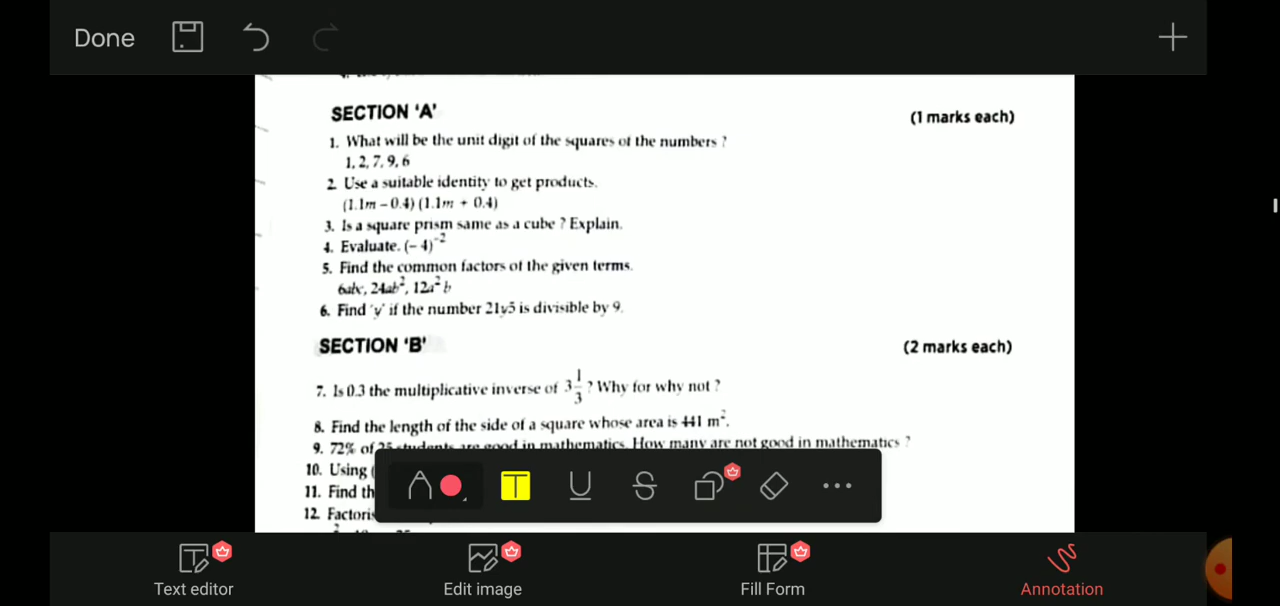 Done
SECTION 'A'
(1 marks each)
1. What will be the unit digit of the squares of the numbers ?
1, 2, 7, 9, 6
2. Use a suitable identity to get products.
(1.1m – 0.4) (1.1m + 0.4)
3. Is a square prism same as a cube ? Explain.
4. Evaluate. (– 4)⁻²
5. Find the common factors of the given terms.
6abc, 24ab², 12a²b
6. Find 'y' if the number 21y5 is divisible by 9.
SECTION 'B'
(2 marks each)
7. Is 0.3 the multiplicative inverse of 3 1/3 ? Why for why not ?
8. Find the length of the side of a square whose area is 441 m².
9. 72% of 25 students are good in mathematics. How many are not good in mathematics ?
10. Using (
11. Find th
12. Factoris
T
U
S
Text editor
Edit image
Fill Form
Annotation